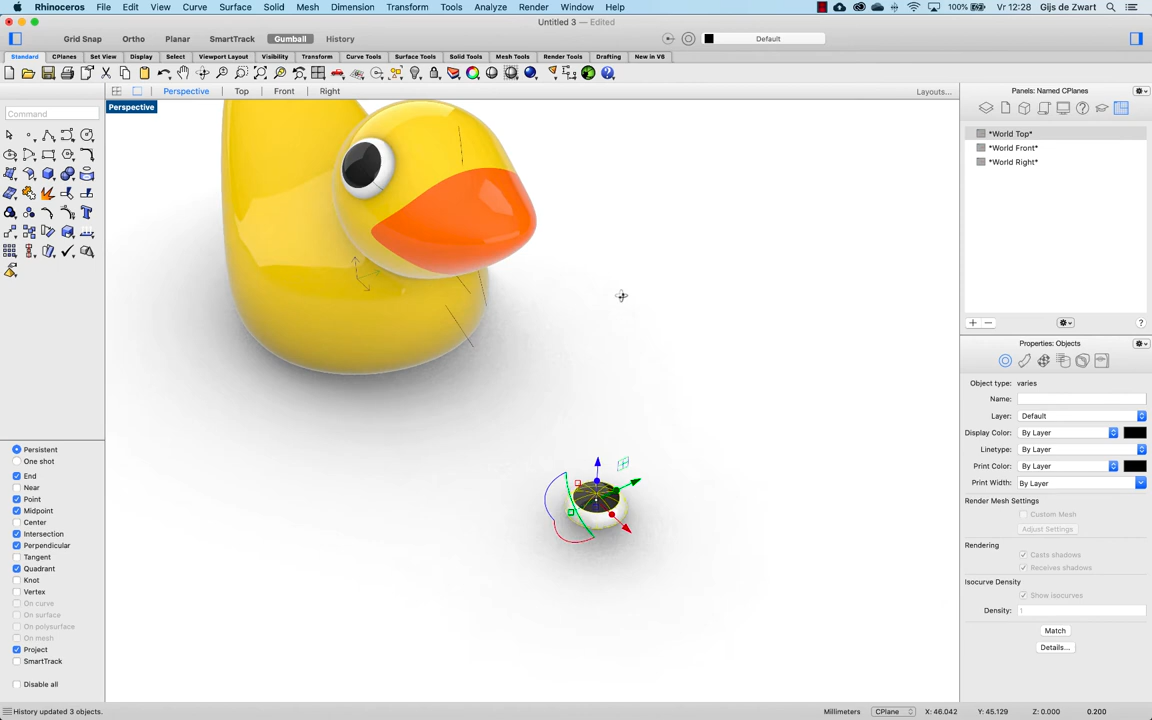 Rhinoceros File Edit View Curve Surface Solid Mesh Dimension Transform Tools Analyze Render Window Help 100% Vr 12:28 Gijs de Zwart
Untitled 3 — Edited
Grid Snap Ortho Planar SmartTrack Gumball History Default
Standard CPlanes Set View Display Select Viewport Layout Visibility Transform Curve Tools Surface Tools Solid Tools Mesh Tools Render Tools Drafting New in V6
Perspective Top Front Right Layouts... Panels: Named CPlanes
Perspective
Command
*World Top*
*World Front*
*World Right*
Properties: Objects
Object type: varies
Name:
Layer: Default
Display Color: By Layer
Linetype: By Layer
Print Color: By Layer
Print Width: By Layer
Render Mesh Settings
Custom Mesh
Adjust Settings
Rendering
Casts shadows
Receives shadows
Isocurve Density
Show isocurves
Density: 1
Match
Details...
Persistent
One shot
End
Near
Point
Midpoint
Center
Intersection
Perpendicular
Tangent
Quadrant
Knot
Vertex
On curve
On surface
On polysurface
On mesh
Project
SmartTrack
Disable all
History updated 3 objects. Millimeters CPlane X: 46.042 Y: 45.129 Z: 0.000 0.200